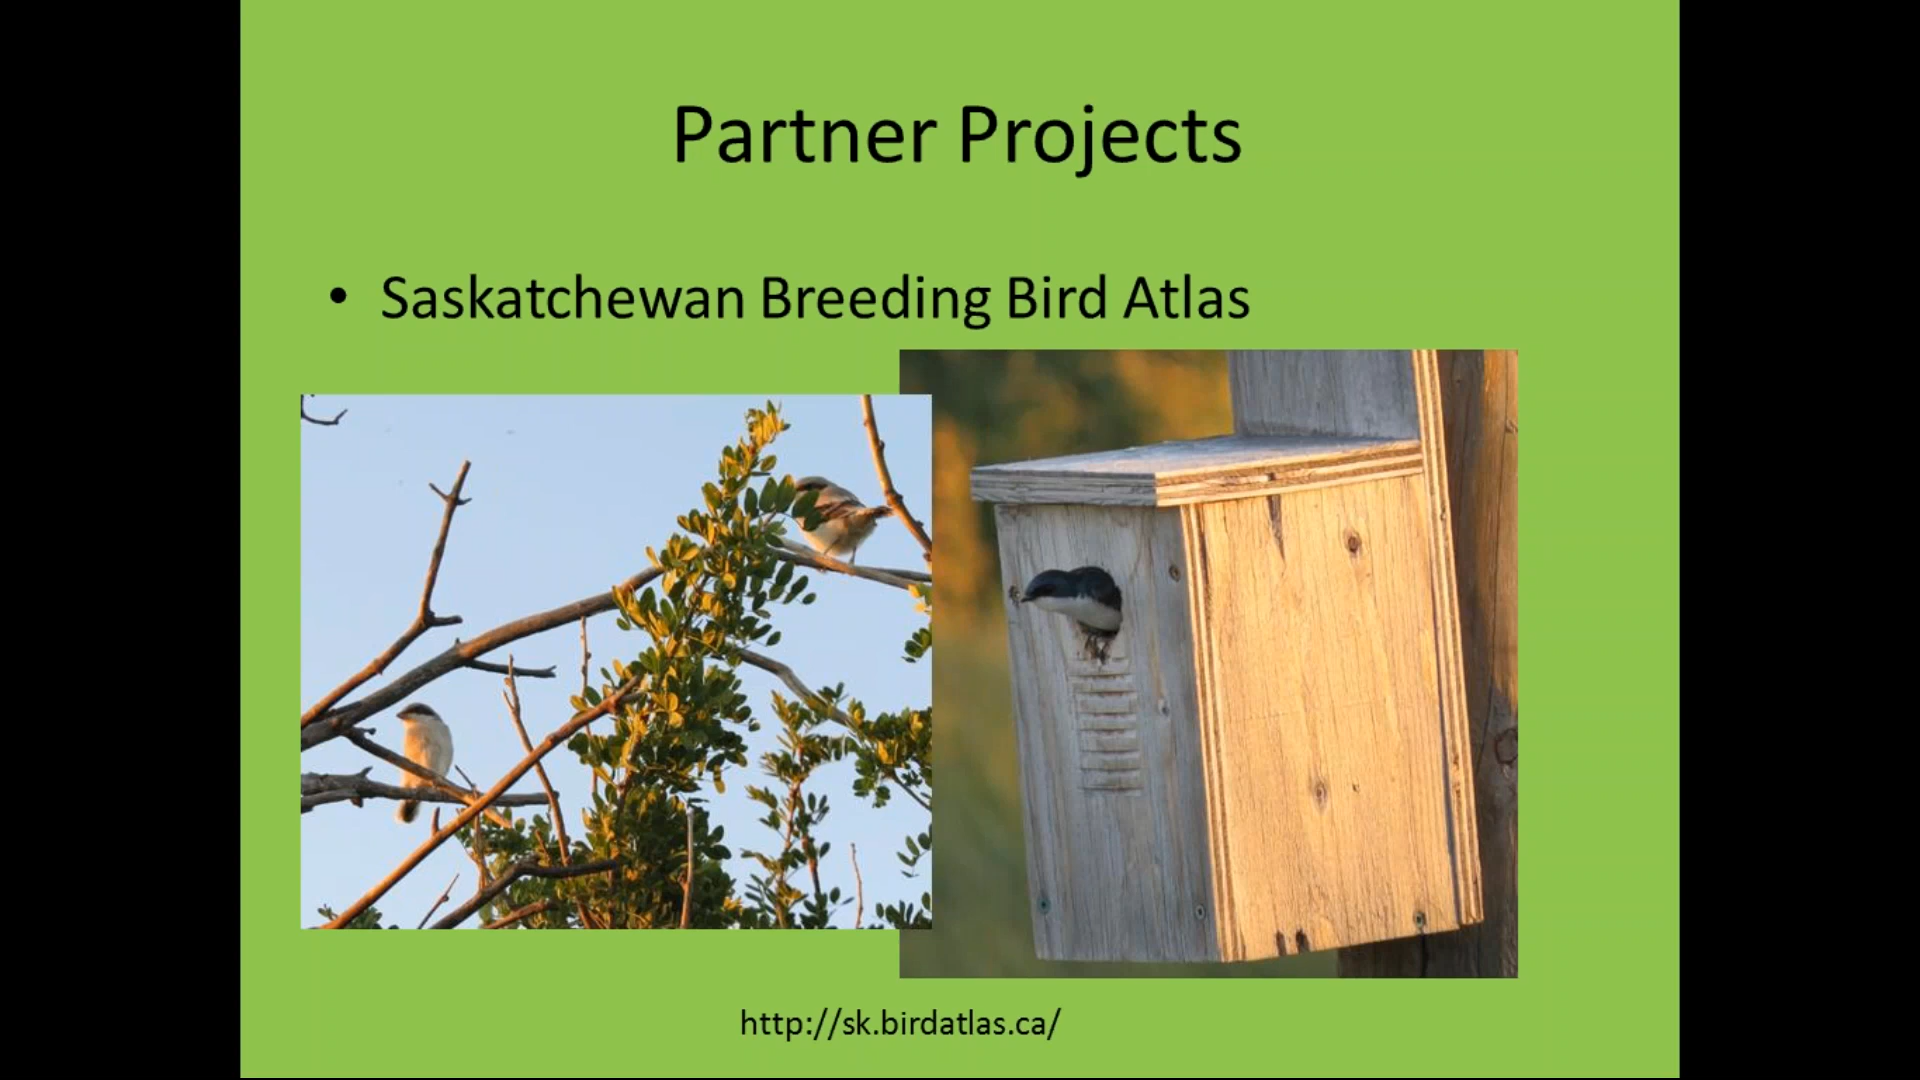 Partner Projects
• Saskatchewan Breeding Bird Atlas
http://sk.birdatlas.ca/